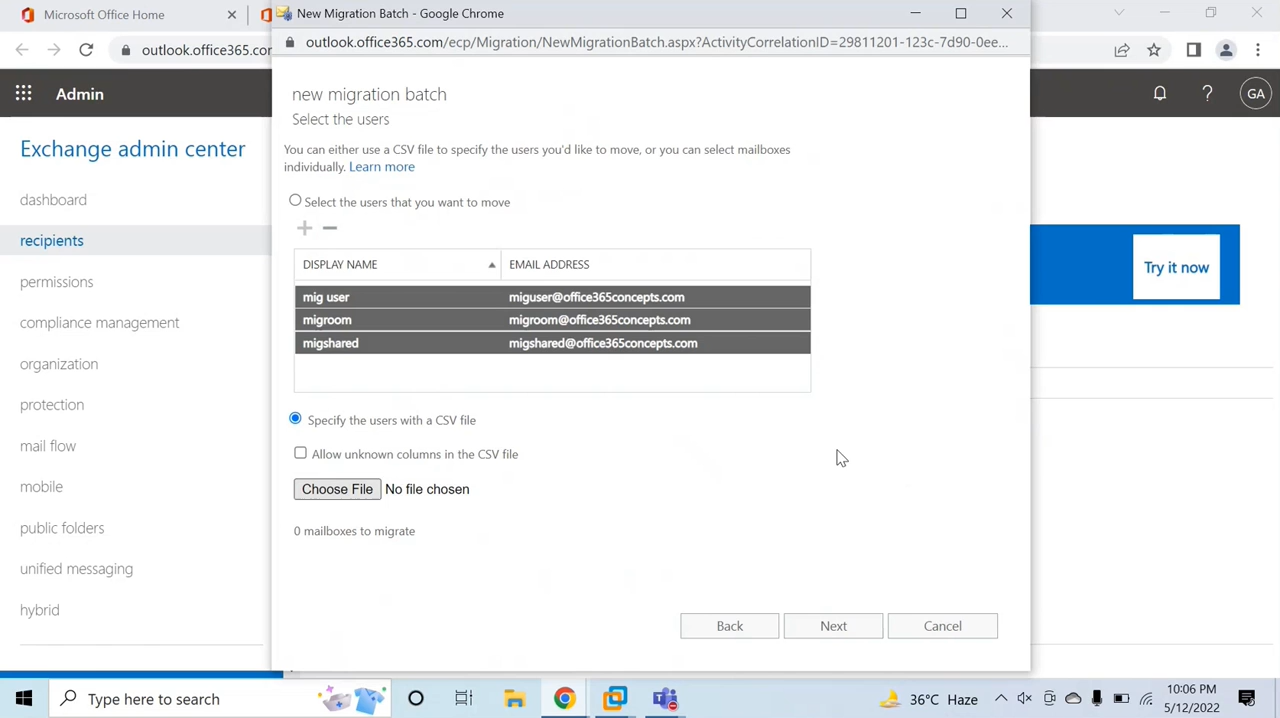 Microsoft Office Home
New Migration Batch - Google Chrome
outlook.office365.cor
outlook.office365.com/ecp/Migration/NewMigrationBatch.aspx?ActivityCorrelationID=29811201-123c-7d90-0ee...
Admin
GA
Exchange admin center
dashboard
recipients
permissions
compliance management
organization
protection
mail flow
mobile
public folders
unified messaging
hybrid
new migration batch
Select the users
You can either use a CSV file to specify the users you'd like to move, or you can select mailboxes
individually. Learn more
Select the users that you want to move
DISPLAY NAME EMAIL ADDRESS
mig user miguser@office365concepts.com
migroom migroom@office365concepts.com
migshared migshared@office365concepts.com
Specify the users with a CSV file
Allow unknown columns in the CSV file
Choose File No file chosen
0 mailboxes to migrate
Back Next Cancel
Try it now
Type here to search
36°C Haze
10:06 PM
5/12/2022